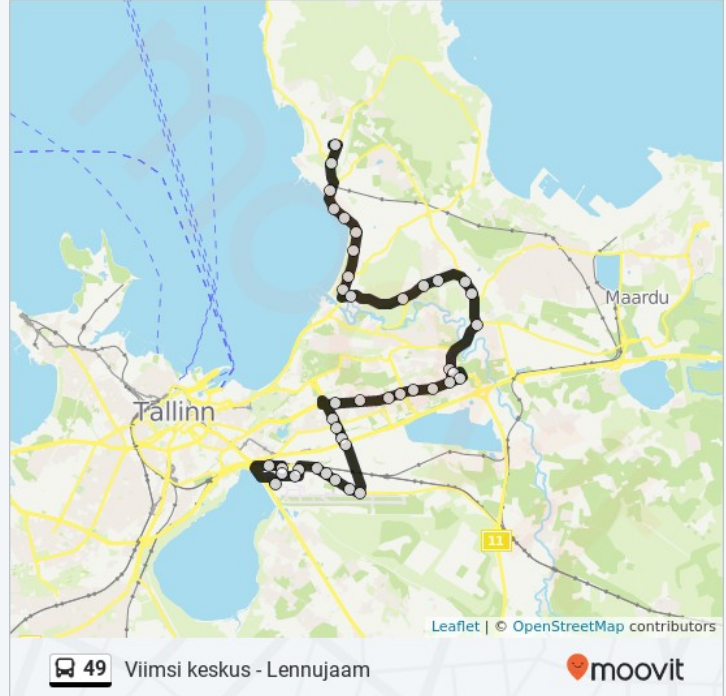 Maardu
Tallinn
11
Leaflet | © OpenStreetMap contributors
49 Viimsi keskus - Lennujaam
moovit